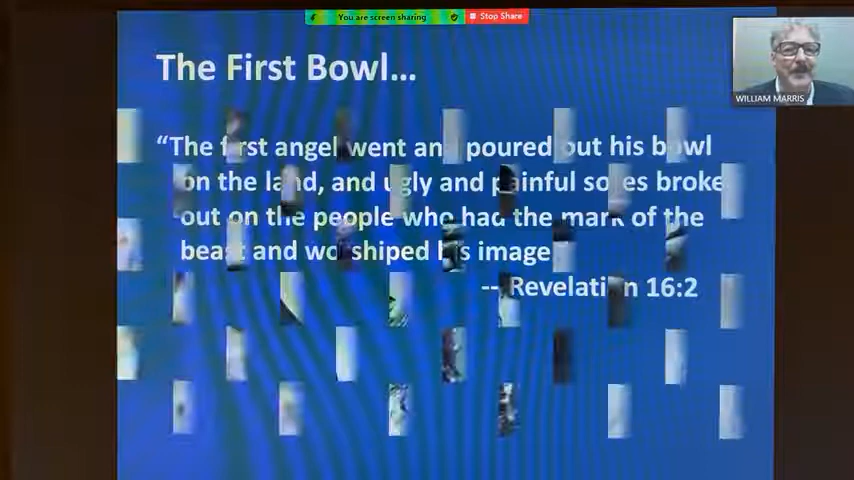 You are screen sharing Stop Share
WILLIAM MARRIS
The First Bowl...
“The first angel went and poured out his bowl
on the land, and ugly and painful sores broke
out on the people who had the mark of the
beast and worshiped his image
-- Revelation 16:2